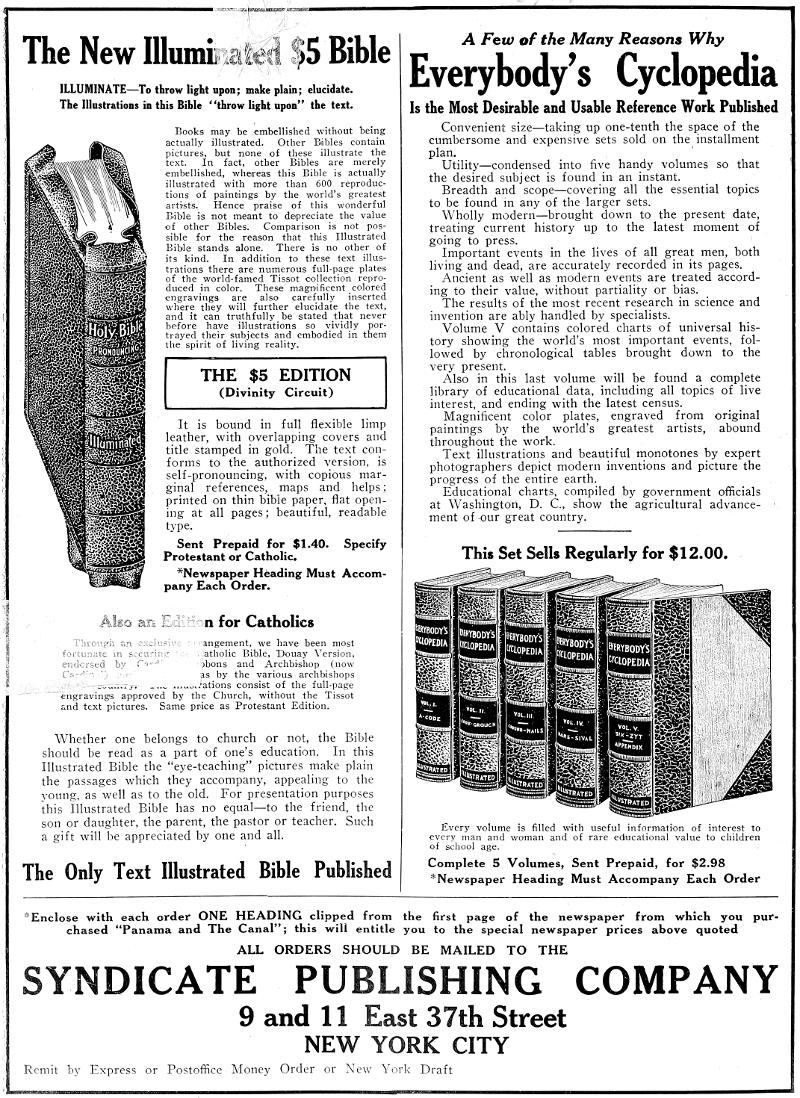 The New Illuminated $5 Bible
ILLUMINATE—To throw light upon; make plain; elucidate.
The Illustrations in this Bible "throw light upon" the text.
Books may be embellished without being
actually illustrated. Other Bibles contain
pictures, but none of these illustrate the
text. In fact, other Bibles are merely
embellished, whereas this Bible is actually
illustrated with more than 600 reproduc-
tions of paintings by the world's greatest
artists. Hence praise of this wonderful
Bible is not meant to depreciate the value
of other Bibles. Comparison is not pos-
sible for the reason that this Illustrated
Bible stands alone. There is no other of
its kind. In addition to these text illus-
trations there are numerous full-page plates
of the world-famed Tissot collection repro-
duced in color. These magnificent colored
engravings are also carefully inserted
where they will further elucidate the text,
and it can truthfully be stated that never
before have illustrations so vividly por-
trayed their subjects and embodied in them
the spirit of living reality.
Holy Bible
PRONOUNCING
Illuminated
THE $5 EDITION
(Divinity Circuit)
It is bound in full flexible limp
leather, with overlapping covers and
title stamped in gold. The text con-
forms to the authorized version, is
self-pronouncing, with copious mar-
ginal references, maps and helps;
printed on thin bible paper, flat open-
ing at all pages; beautiful, readable
type.
Sent Prepaid for $1.40. Specify
Protestant or Catholic.
*Newspaper Heading Must Accom-
pany Each Order.
Also an Edition for Catholics
Through an exclusive arrangement, we have been most
fortunate in securing Catholic Bible, Douay Version,
endorsed by and Archbishop (now
as by the various archbishops
The consist of the full-page
engravings approved by the Church, without the Tissot
and text pictures. Same price as Protestant Edition.
Whether one belongs to church or not, the Bible
should be read as a part of one's education. In this
Illustrated Bible the "eye-teaching" pictures make plain
the passages which they accompany, appealing to the
young, as well as to the old. For presentation purposes
this Illustrated Bible has no equal—to the friend, the
son or daughter, the parent, the pastor or teacher. Such
a gift will be appreciated by one and all.
The Only Text Illustrated Bible Published
A Few of the Many Reasons Why
Everybody's Cyclopedia
Is the Most Desirable and Usable Reference Work Published
Convenient size—taking up one-tenth the space of the
cumbersome and expensive sets sold on the installment
plan.
Utility—condensed into five handy volumes so that
the desired subject is found in an instant.
Breadth and scope—covering all the essential topics
to be found in any of the larger sets.
Wholly modern—brought down to the present date,
treating current history up to the latest moment of
going to press.
Important events in the lives of all great men, both
living and dead, are accurately recorded in its pages.
Ancient as well as modern events are treated accord-
ing to their value, without partiality or bias.
The results of the most recent research in science and
invention are ably handled by specialists.
Volume V contains colored charts of universal his-
tory showing the world's most important events, fol-
lowed by chronological tables brought down to the
very present.
Also in this last volume will be found a complete
library of educational data, including all topics of live
interest, and ending with the latest census.
Magnificent color plates, engraved from original
paintings by the world's greatest artists, abound
throughout the work.
Text illustrations and beautiful monotones by expert
photographers depict modern inventions and picture the
progress of the entire earth.
Educational charts, compiled by government officials
at Washington, D. C., show the agricultural advance-
ment of our great country.
This Set Sells Regularly for $12.00.
EVERYBODY'S CYCLOPEDIA
VOL. I.
A-CODE
ILLUSTRATED
EVERYBODY'S CYCLOPEDIA
VOL. II.
ILLUSTRATED
EVERYBODY'S CYCLOPEDIA
VOL. III.
ILLUSTRATED
EVERYBODY'S CYCLOPEDIA
VOL. IV.
ILLUSTRATED
EVERYBODY'S CYCLOPEDIA
VOL. V.
SIX-ZYT
APPENDIX
ILLUSTRATED
Every volume is filled with useful information of interest to
every man and woman and of rare educational value to children
of school age.
Complete 5 Volumes, Sent Prepaid, for $2.98
*Newspaper Heading Must Accompany Each Order
*Enclose with each order ONE HEADING clipped from the first page of the newspaper from which you pur-
chased "Panama and The Canal"; this will entitle you to the special newspaper prices above quoted
ALL ORDERS SHOULD BE MAILED TO THE
SYNDICATE PUBLISHING COMPANY
9 and 11 East 37th Street
NEW YORK CITY
Remit by Express or Postoffice Money Order or New York Draft